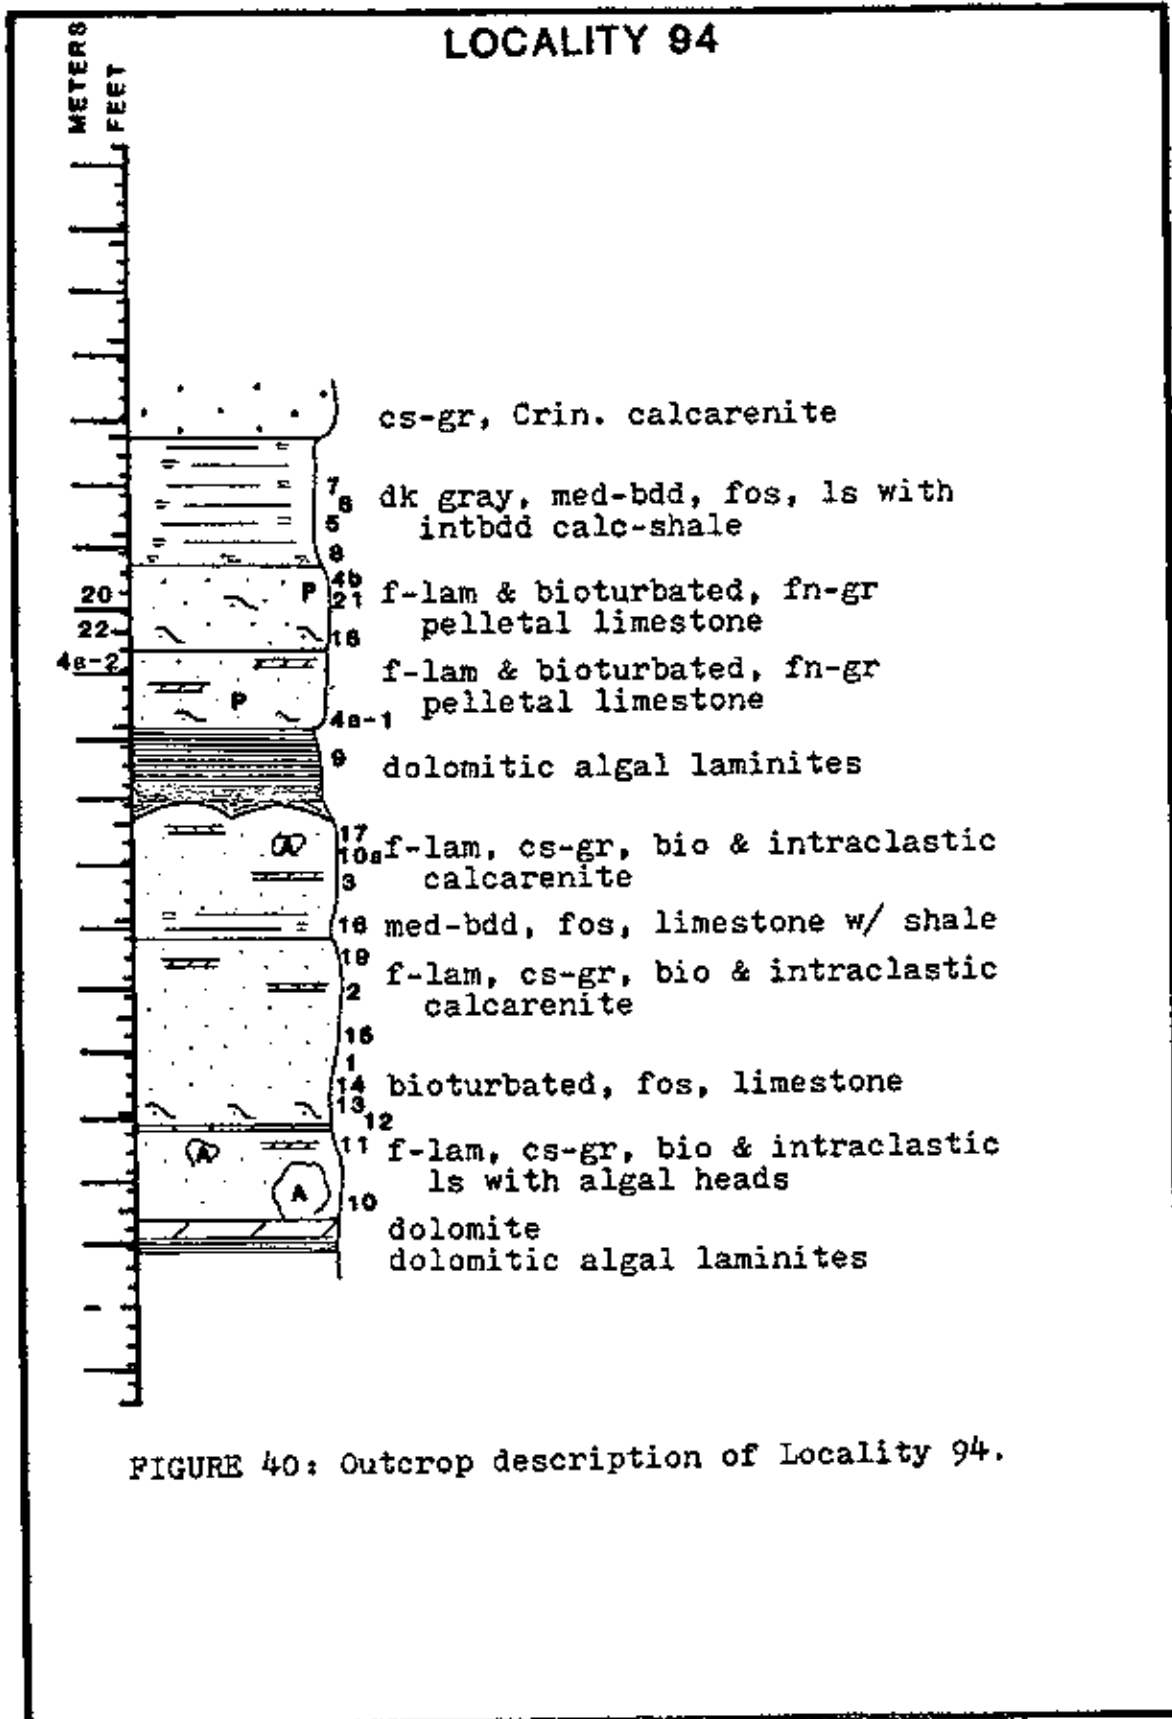 LOCALITY 94
METERS
FEET
cs-gr, Crin. calcarenite
7
6
dk gray, med-bdd, fos, ls with
5
intbdd calc-shale
8
P
4b
20
21
f-lam & bioturbated, fn-gr
22
16
pelletal limestone
4a-2
f-lam & bioturbated, fn-gr
P
pelletal limestone
4a-1
9
dolomitic algal laminites
17
A
10a
f-lam, cs-gr, bio & intraclastic
calcarenite
3
18
med-bdd, fos, limestone w/ shale
19
f-lam, cs-gr, bio & intraclastic
2
calcarenite
15
1
14
bioturbated, fos, limestone
13
12
A
11
f-lam, cs-gr, bio & intraclastic
ls with algal heads
A
10
dolomite
dolomitic algal laminites
FIGURE 40: Outcrop description of Locality 94.